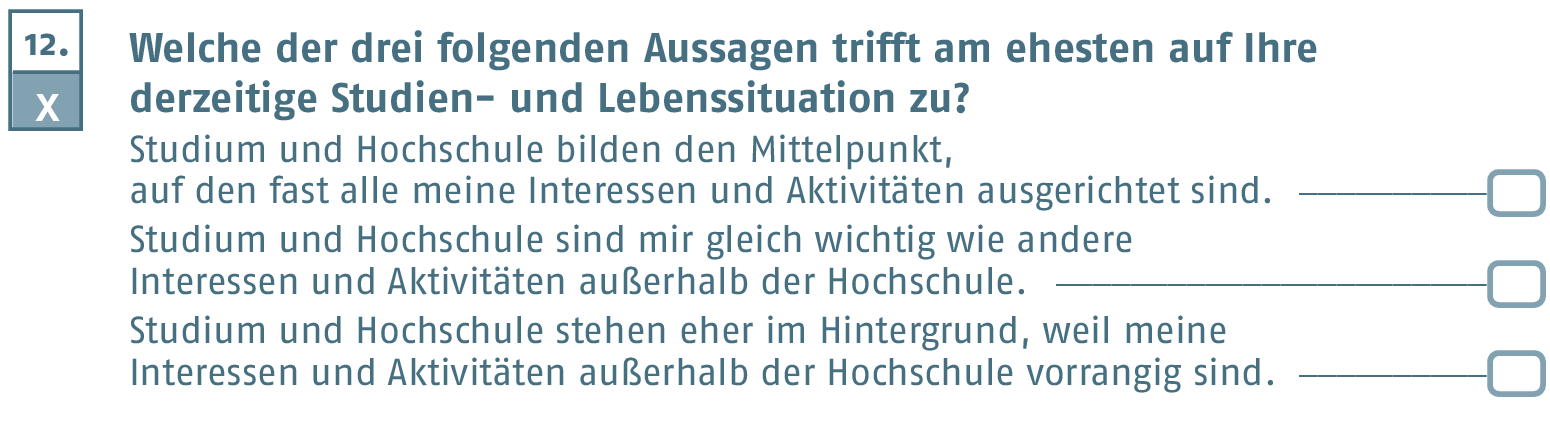 12.
X
Welche der drei folgenden Aussagen trifft am ehesten auf Ihre
derzeitige Studien- und Lebenssituation zu?
Studium und Hochschule bilden den Mittelpunkt,
auf den fast alle meine Interessen und Aktivitäten ausgerichtet sind.
Studium und Hochschule sind mir gleich wichtig wie andere
Interessen und Aktivitäten außerhalb der Hochschule.
Studium und Hochschule stehen eher im Hintergrund, weil meine
Interessen und Aktivitäten außerhalb der Hochschule vorrangig sind.